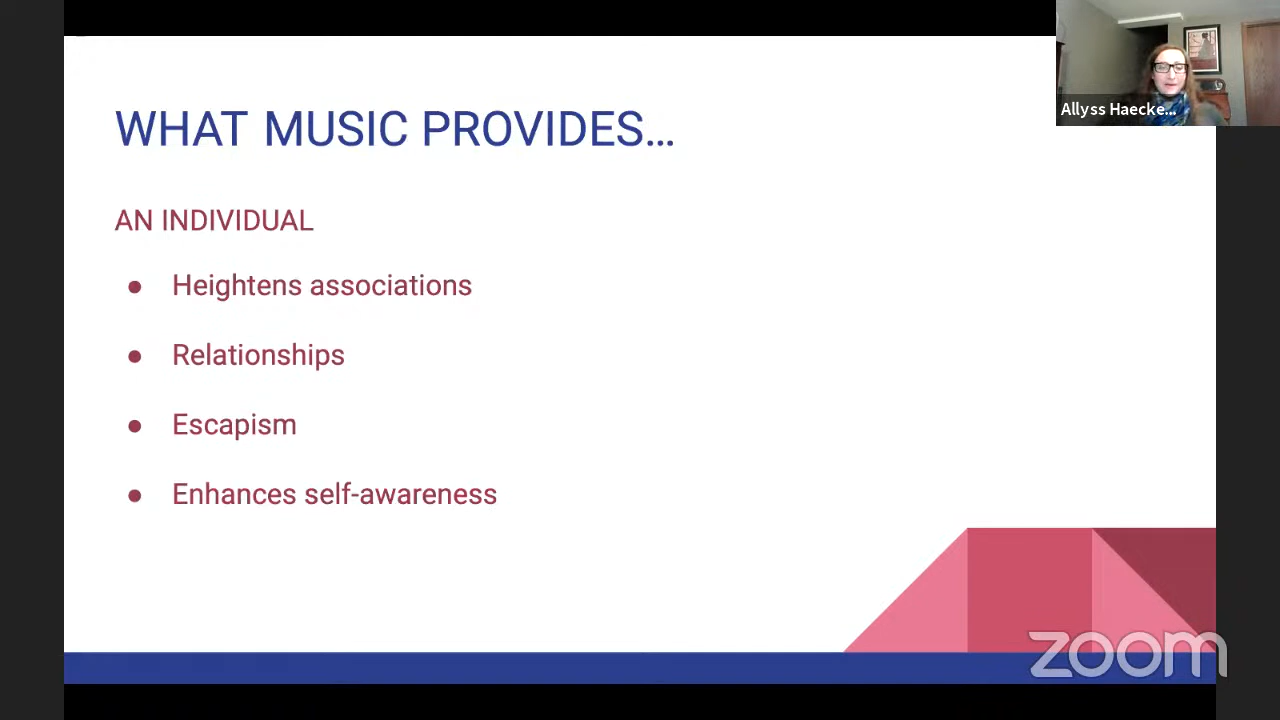 WHAT MUSIC PROVIDES...
Allyss Haecke...
AN INDIVIDUAL
● Heightens associations
● Relationships
● Escapism
● Enhances self-awareness
zoom